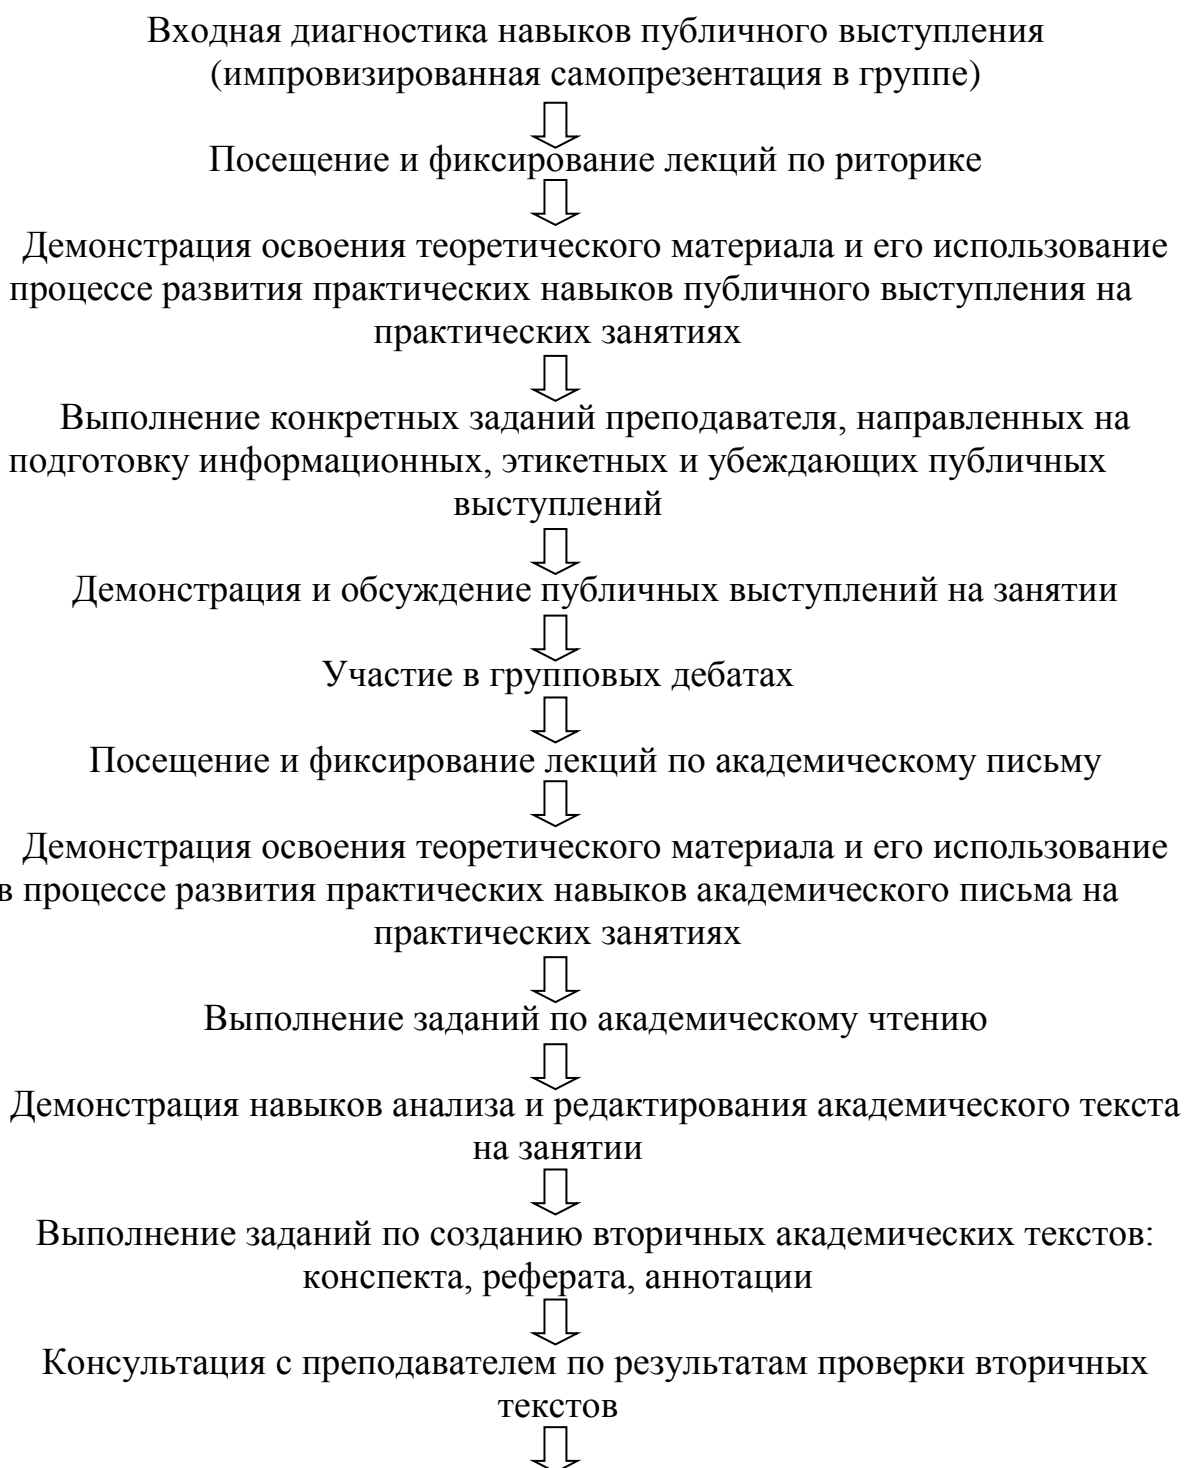 Входная диагностика навыков публичного выступления
(импровизированная самопрезентация в группе)
Посещение и фиксирование лекций по риторике
Демонстрация освоения теоретического материала и его использование
процессе развития практических навыков публичного выступления на
практических занятиях
Выполнение конкретных заданий преподавателя, направленных на
подготовку информационных, этикетных и убеждающих публичных
выступлений
Демонстрация и обсуждение публичных выступлений на занятии
Участие в групповых дебатах
Посещение и фиксирование лекций по академическому письму
Демонстрация освоения теоретического материала и его использование
в процессе развития практических навыков академического письма на
практических занятиях
Выполнение заданий по академическому чтению
Демонстрация навыков анализа и редактирования академического текста
на занятии
Выполнение заданий по созданию вторичных академических текстов:
конспекта, реферата, аннотации
Консультация с преподавателем по результатам проверки вторичных
текстов